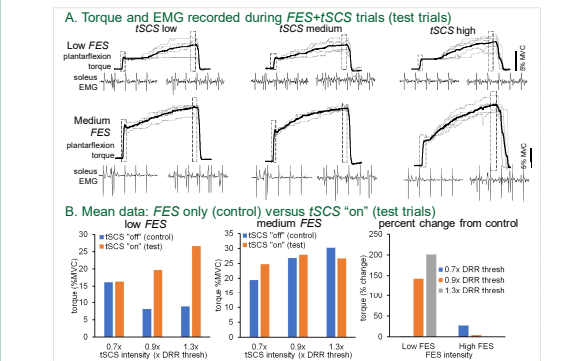 A. Torque and EMG recorded during FES+tSCS trials (test trials)
tSCS low
tSCS medium
tSCS high
Low FES
plantarflexion
torque
soleus
EMG
5% MVC
Medium
FES
plantarflexion
torque
soleus
EMG
5% MVC
B. Mean data: FES only (control) versus tSCS "on" (test trials)
low FES
medium FES
percent change from control
tSCS "off" (control)
tSCS "on" (test)
torque (%MVC)
30
25
20
15
10
5
0
0.7x 0.9x 1.3x
tSCS intensity (x DRR thresh)
tSCS "off" (control)
tSCS "on" (test)
torque %MVC)
35
30
25
20
15
10
5
0
0.7x 0.9x 1.3x
tSCS intensity (x DRR thresh)
torque (% change)
250
200
150
100
50
0
0.7x DRR thresh
0.9x DRR thresh
1.3x DRR thresh
Low FES High FES
FES intensity